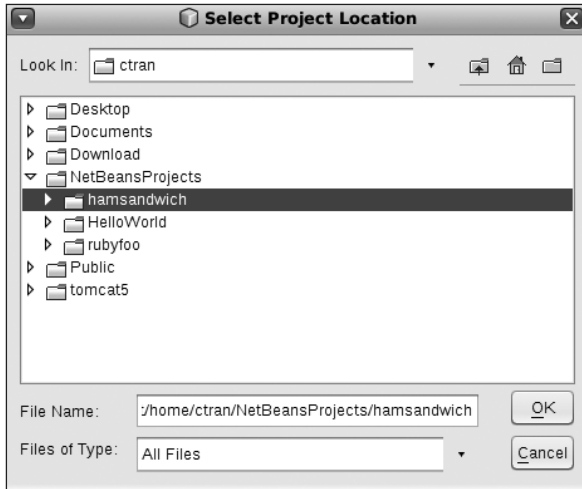 Select Project Location
Look In: ctran
Desktop
Documents
Download
NetBeansProjects
hamsandwich
HelloWorld
rubyfoo
Public
tomcat5
File Name: :/home/ctran/NetBeansProjects/hamsandwich OK
Files of Type: All Files Cancel